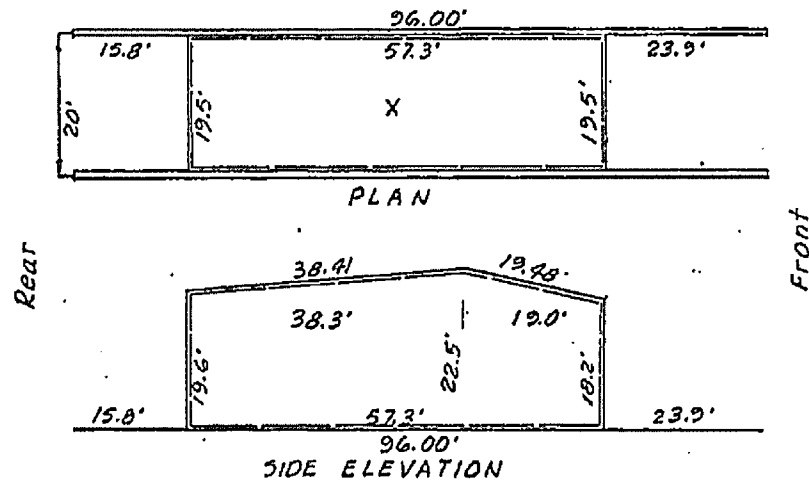 96.00'
15.8' 57.3' 23.9'
20' 19.5' X 19.5'
PLAN
Rear Front
38.41 19.48
38.3' 19.0'
19.6' 22.5' 18.2'
15.8' 57.3' 23.9'
96.00'
SIDE ELEVATION